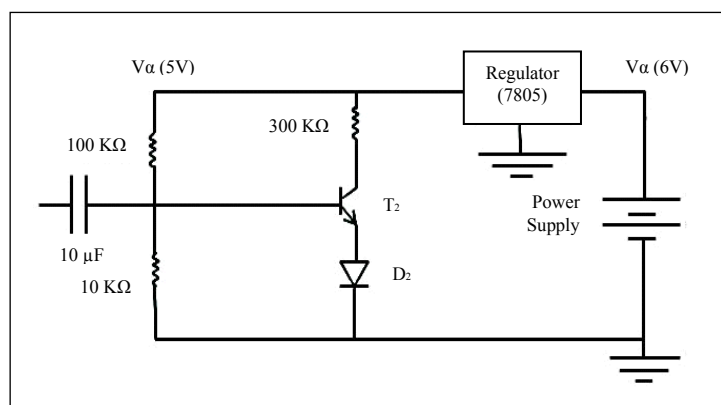 Vα (5V)
Regulator
(7805)
Vα (6V)
300 KΩ
100 KΩ
T₂
Power
Supply
10 µF
10 KΩ
D₂